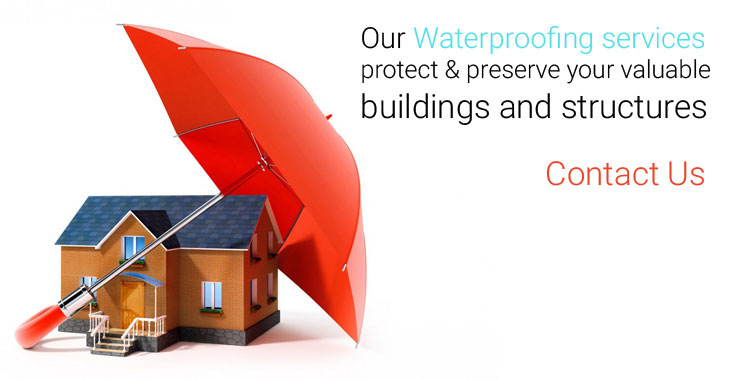 Our Waterproofing services
protect & preserve your valuable
buildings and structures
Contact Us